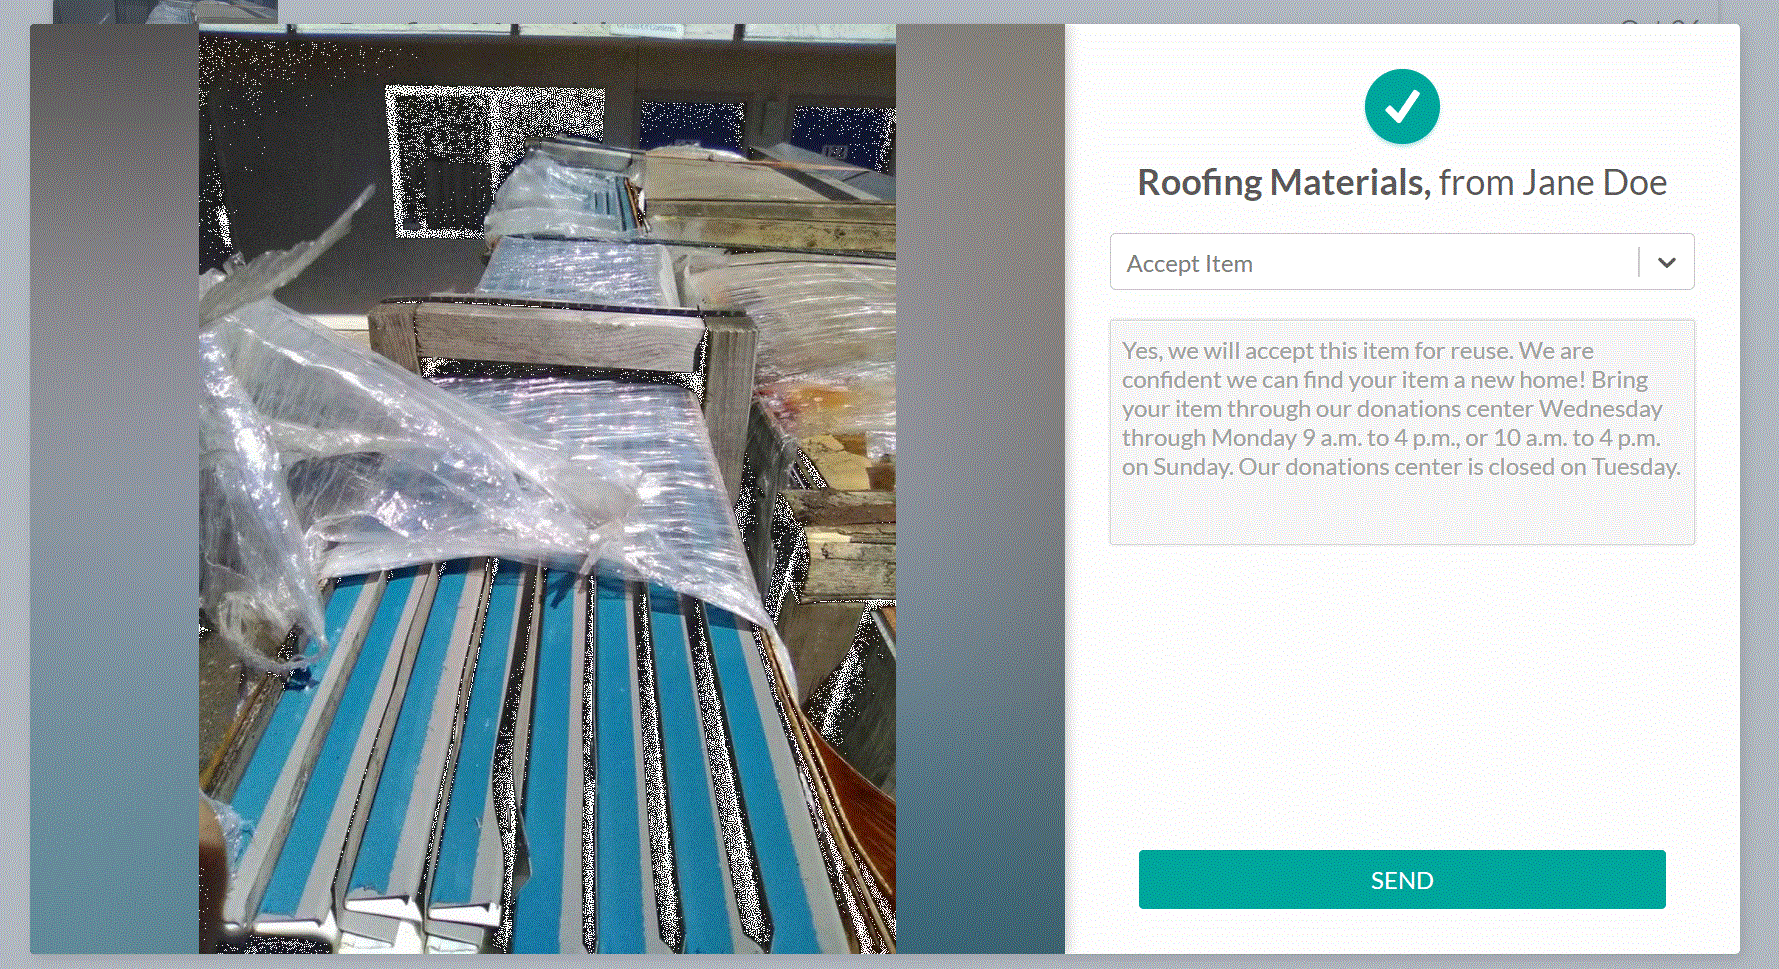 Roofing Materials, from Jane Doe
Accept Item
Yes, we will accept this item for reuse. We are
confident we can find your item a new home! Bring
your item through our donations center Wednesday
through Monday 9 a.m. to 4 p.m., or 10 a.m. to 4 p.m.
on Sunday. Our donations center is closed on Tuesday.
SEND